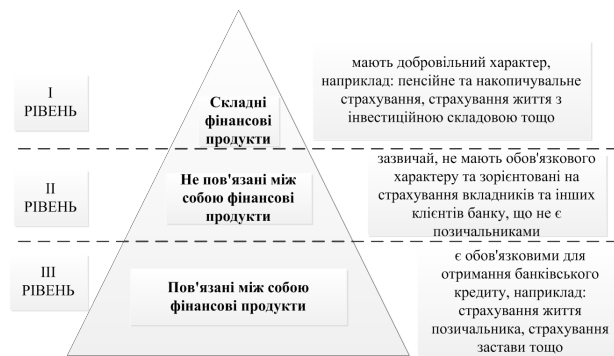 І
РІВЕНЬ
Складні
фінансові
продукти
мають добровільний характер,
наприклад: пенсійне та накопичувальне
страхування, страхування життя з
інвестиційною складовою тощо
ІІ
РІВЕНЬ
Не пов'язані між
собою фінансові
продукти
зазвичай, не мають обов'язкового
характеру та зорієнтовані на
страхування вкладників та інших
клієнтів банку, що не є
позичальниками
ІІІ
РІВЕНЬ
Пов'язані між собою
фінансові продукти
є обов'язковими для
отримання банківського
кредиту, наприклад:
страхування життя
позичальника, страхування
застави тощо